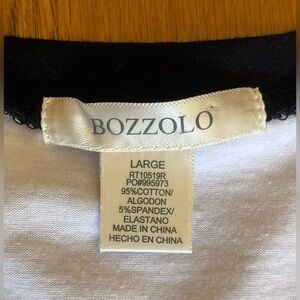 BOZZOLO
LARGE
RT10519R
PO#995973
95%COTTON/
ALGODON
5%SPANDEX/
ELASTANO
MADE IN CHINA
HECHO EN CHINA